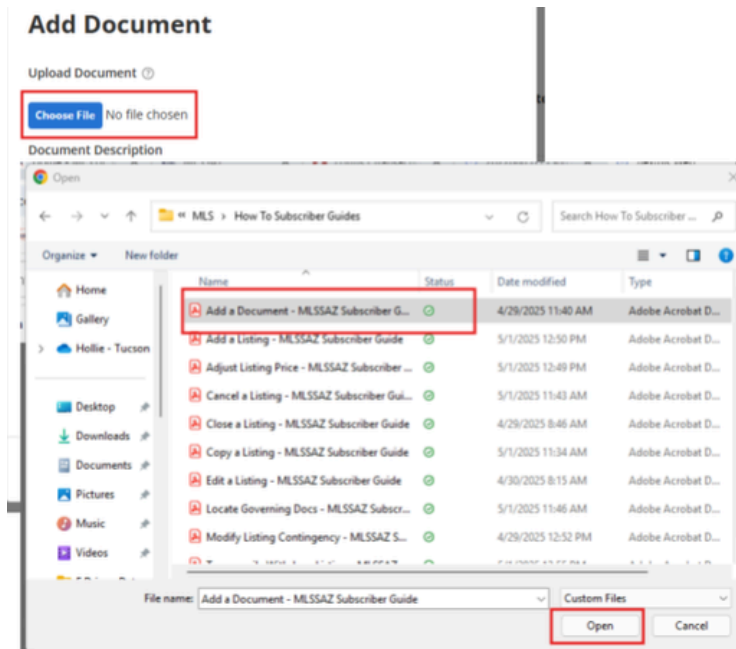 Add Document
Upload Document
Choose File No file chosen
Document Description
Open
MLS > How To Subscriber Guides
Search How To Subscriber ...
Organize New folder
Name Status Date modified Type
Home
Gallery
Hollie - Tucson
Desktop
Downloads
Documents
Pictures
Music
Videos
Add a Document - MLSSAZ Subscriber G... 4/29/2025 11:40 AM Adobe Acrobat D...
Add a Listing - MLSSAZ Subscriber Guide 5/1/2025 12:50 PM Adobe Acrobat D...
Adjust Listing Price - MLSSAZ Subscriber ... 5/1/2025 12:49 PM Adobe Acrobat D...
Cancel a Listing - MLSSAZ Subscriber Gui... 5/1/2025 11:43 AM Adobe Acrobat D...
Close a Listing - MLSSAZ Subscriber Guide 4/29/2025 8:46 AM Adobe Acrobat D...
Copy a Listing - MLSSAZ Subscriber Guide 5/1/2025 11:34 AM Adobe Acrobat D...
Edit a Listing - MLSSAZ Subscriber Guide 4/30/2025 8:15 AM Adobe Acrobat D...
Locate Governing Docs - MLSSAZ Subscr... 5/1/2025 11:46 AM Adobe Acrobat D...
Modify Listing Contingency - MLSSAZ S... 4/29/2025 12:52 PM Adobe Acrobat D...
File name: Add a Document - MLSSAZ Subscriber Guide Custom Files
Open Cancel